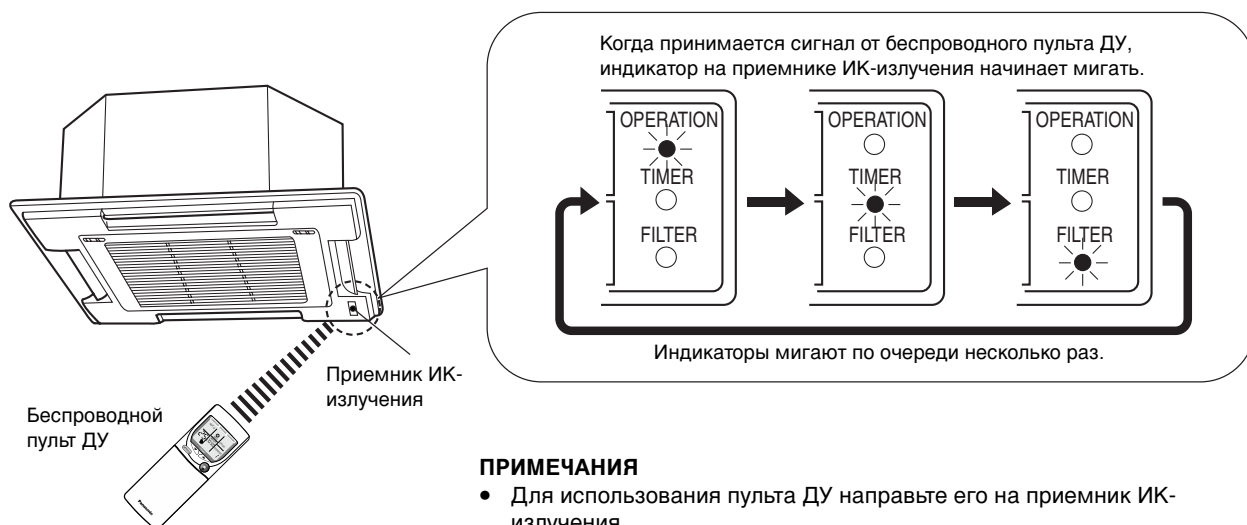 Когда принимается сигнал от беспроводного пульта ДУ,
индикатор на приемнике ИК-излучения начинает мигать.
OPERATION
TIMER
FILTER
OPERATION
TIMER
FILTER
OPERATION
TIMER
FILTER
Индикаторы мигают по очереди несколько раз.
Приемник ИК-
излучения
Беспроводной
пульт ДУ
Panasonic
ПРИМЕЧАНИЯ
• Для использования пульта ДУ направьте его на приемник ИК-
излучения